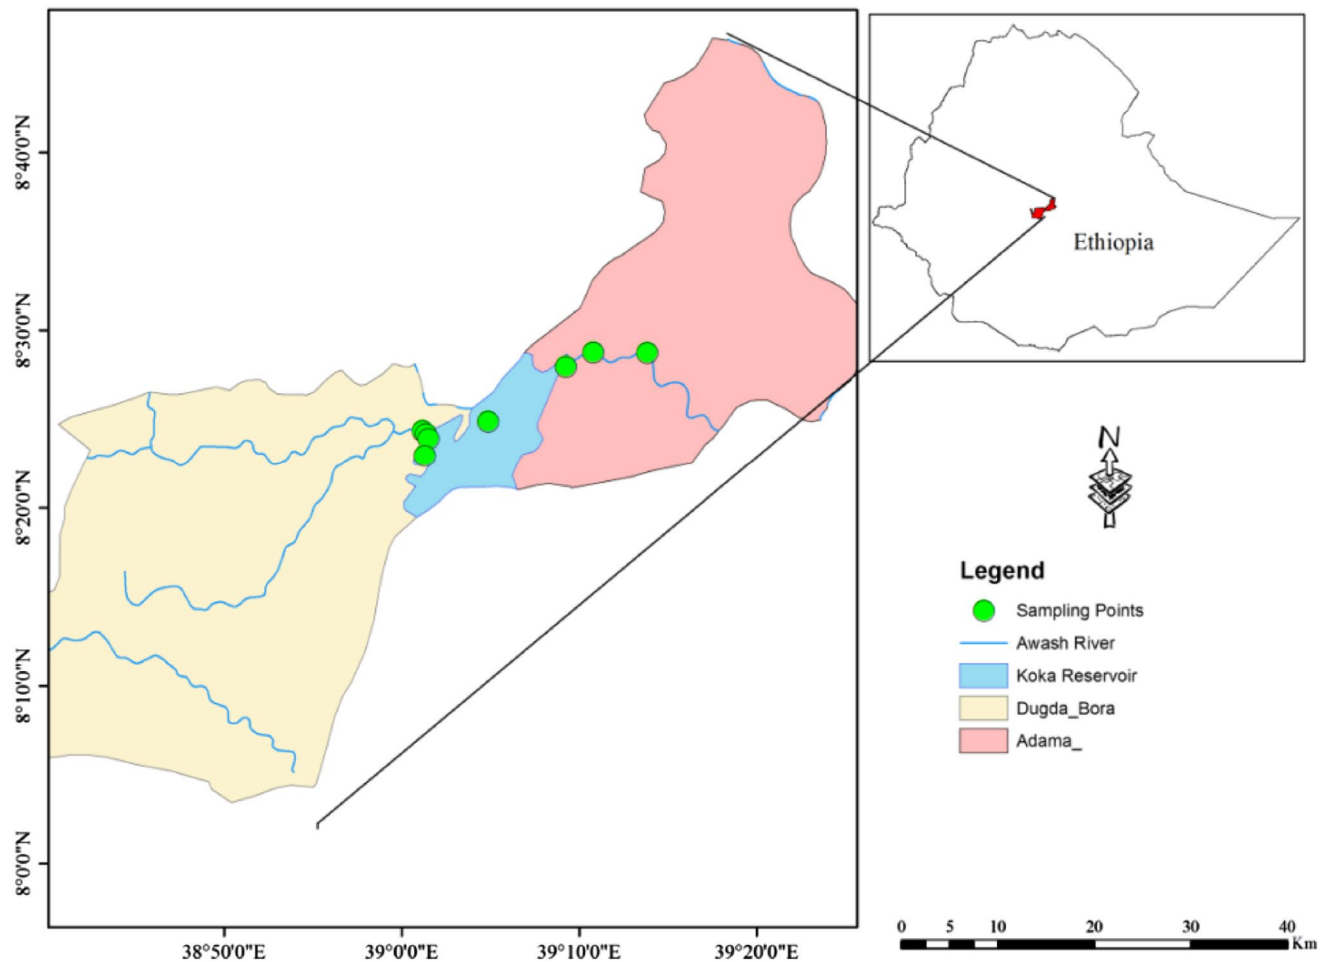 8°40'0"N
8°30'0"N
8°20'0"N
8°10'0"N
8°0'0"N
38°50'0"E
39°0'0"E
39°10'0"E
39°20'0"E
Ethiopia
N
Legend
Sampling Points
Awash River
Koka Reservoir
Dugda_Bora
Adama_
0 5 10 20 30 40
Km